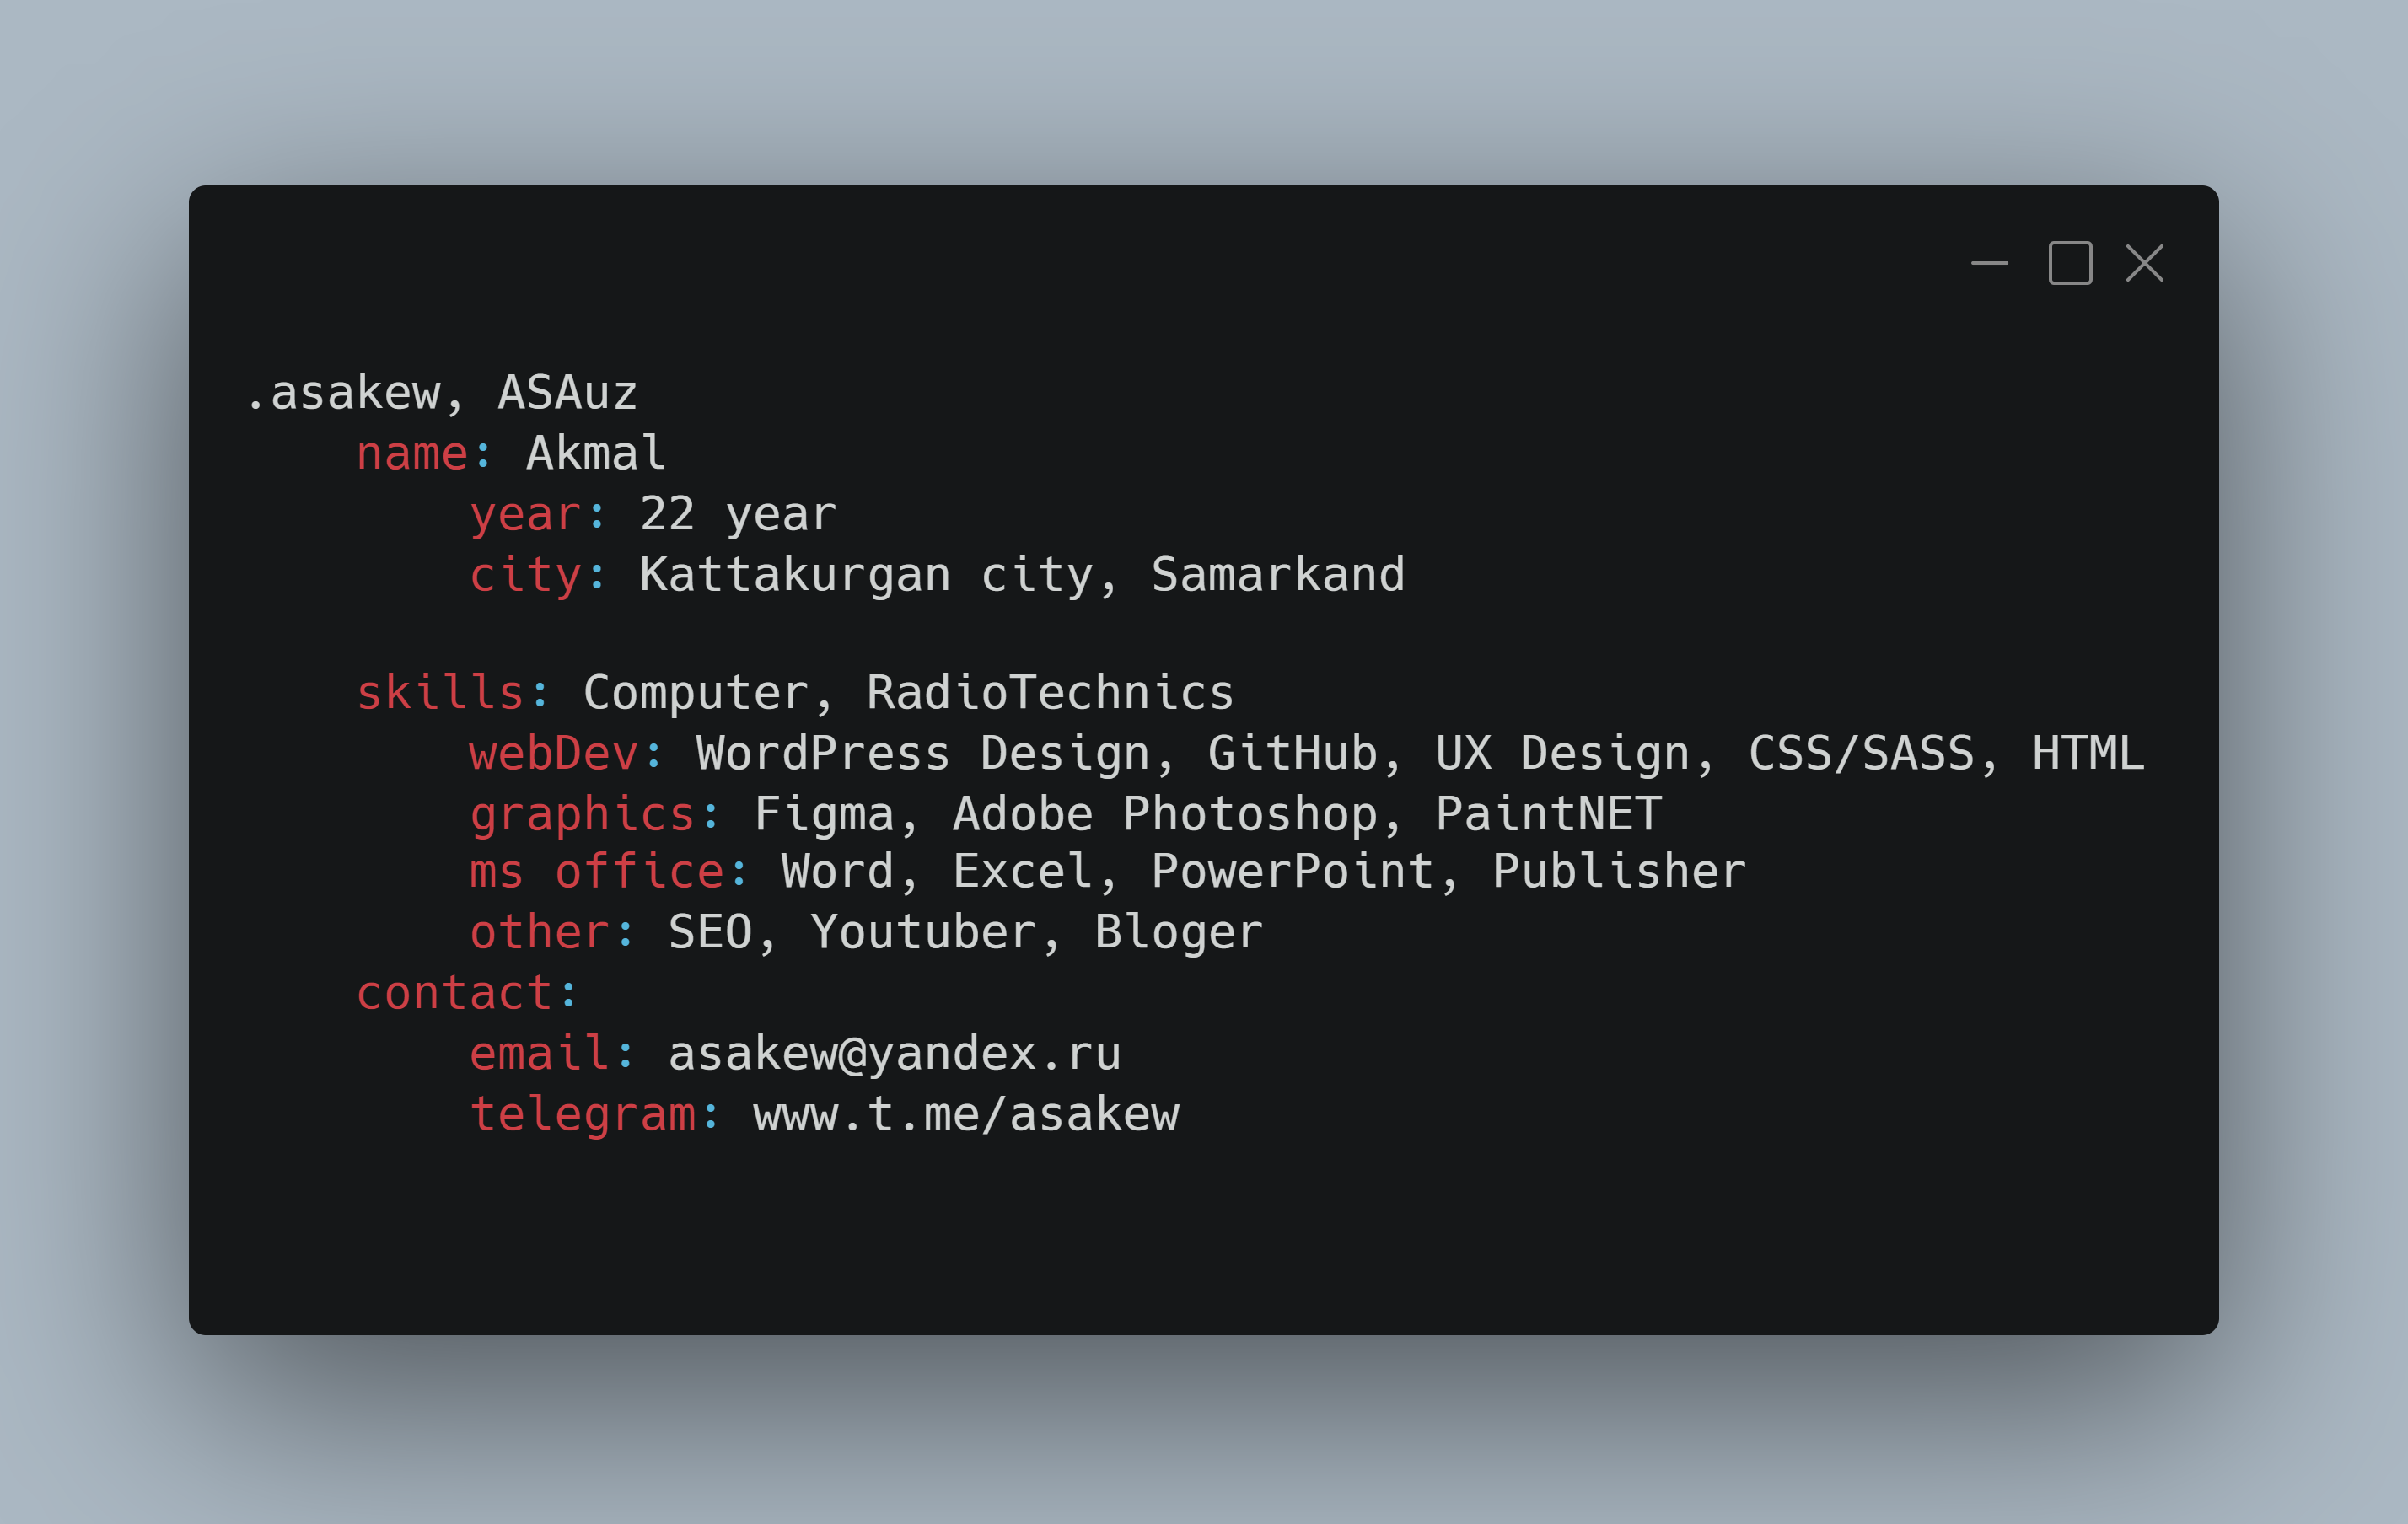 .asakew, ASAuz
name: Akmal
year: 22 year
city: Kattakurgan city, Samarkand
skills: Computer, RadioTechnics
webDev: WordPress Design, GitHub, UX Design, CSS/SASS, HTML
graphics: Figma, Adobe Photoshop, PaintNET
ms office: Word, Excel, PowerPoint, Publisher
other: SEO, Youtuber, Bloger
contact:
email: asakew@yandex.ru
telegram: www.t.me/asakew